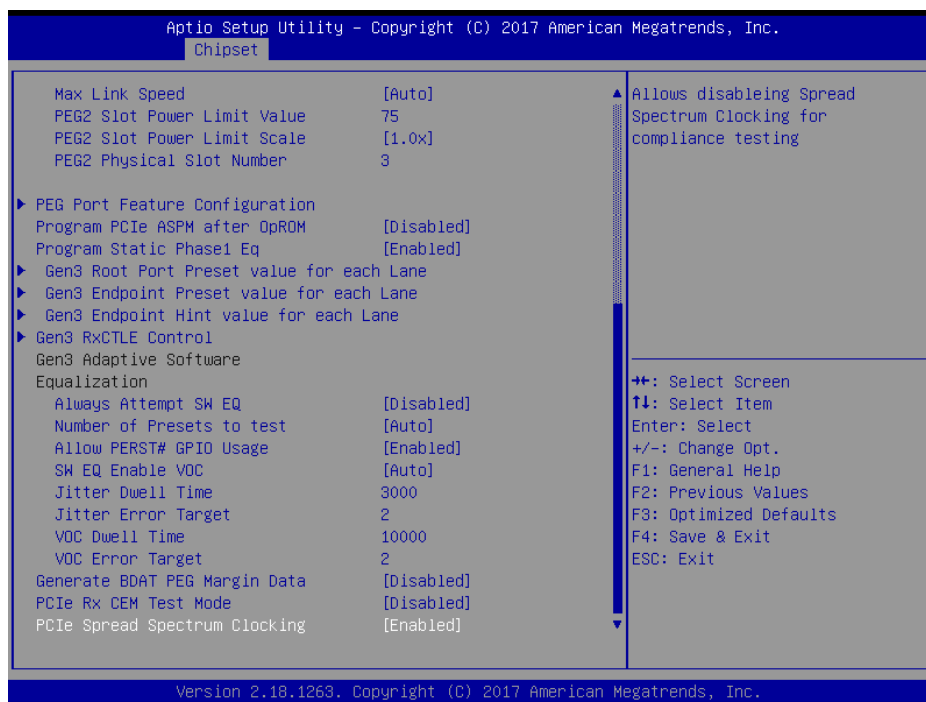 Aptio Setup Utility – Copyright (C) 2017 American Megatrends, Inc.
Chipset
Max Link Speed [Auto]
PEG2 Slot Power Limit Value 75
PEG2 Slot Power Limit Scale [1.0x]
PEG2 Physical Slot Number 3
PEG Port Feature Configuration
Program PCIe ASPM after OpROM [Disabled]
Program Static Phase1 Eq [Enabled]
Gen3 Root Port Preset value for each Lane
Gen3 Endpoint Preset value for each Lane
Gen3 Endpoint Hint value for each Lane
Gen3 RxCTLE Control
Gen3 Adaptive Software
Equalization
Always Attempt SW EQ [Disabled]
Number of Presets to test [Auto]
Allow PERST# GPIO Usage [Enabled]
SW EQ Enable VOC [Auto]
Jitter Dwell Time 3000
Jitter Error Target 2
VOC Dwell Time 10000
VOC Error Target 2
Generate BDAT PEG Margin Data [Disabled]
PCIe Rx CEM Test Mode [Disabled]
PCIe Spread Spectrum Clocking [Enabled]
Allows disableing Spread
Spectrum Clocking for
compliance testing
→←: Select Screen
↑↓: Select Item
Enter: Select
+/-: Change Opt.
F1: General Help
F2: Previous Values
F3: Optimized Defaults
F4: Save & Exit
ESC: Exit
Version 2.18.1263. Copyright (C) 2017 American Megatrends, Inc.